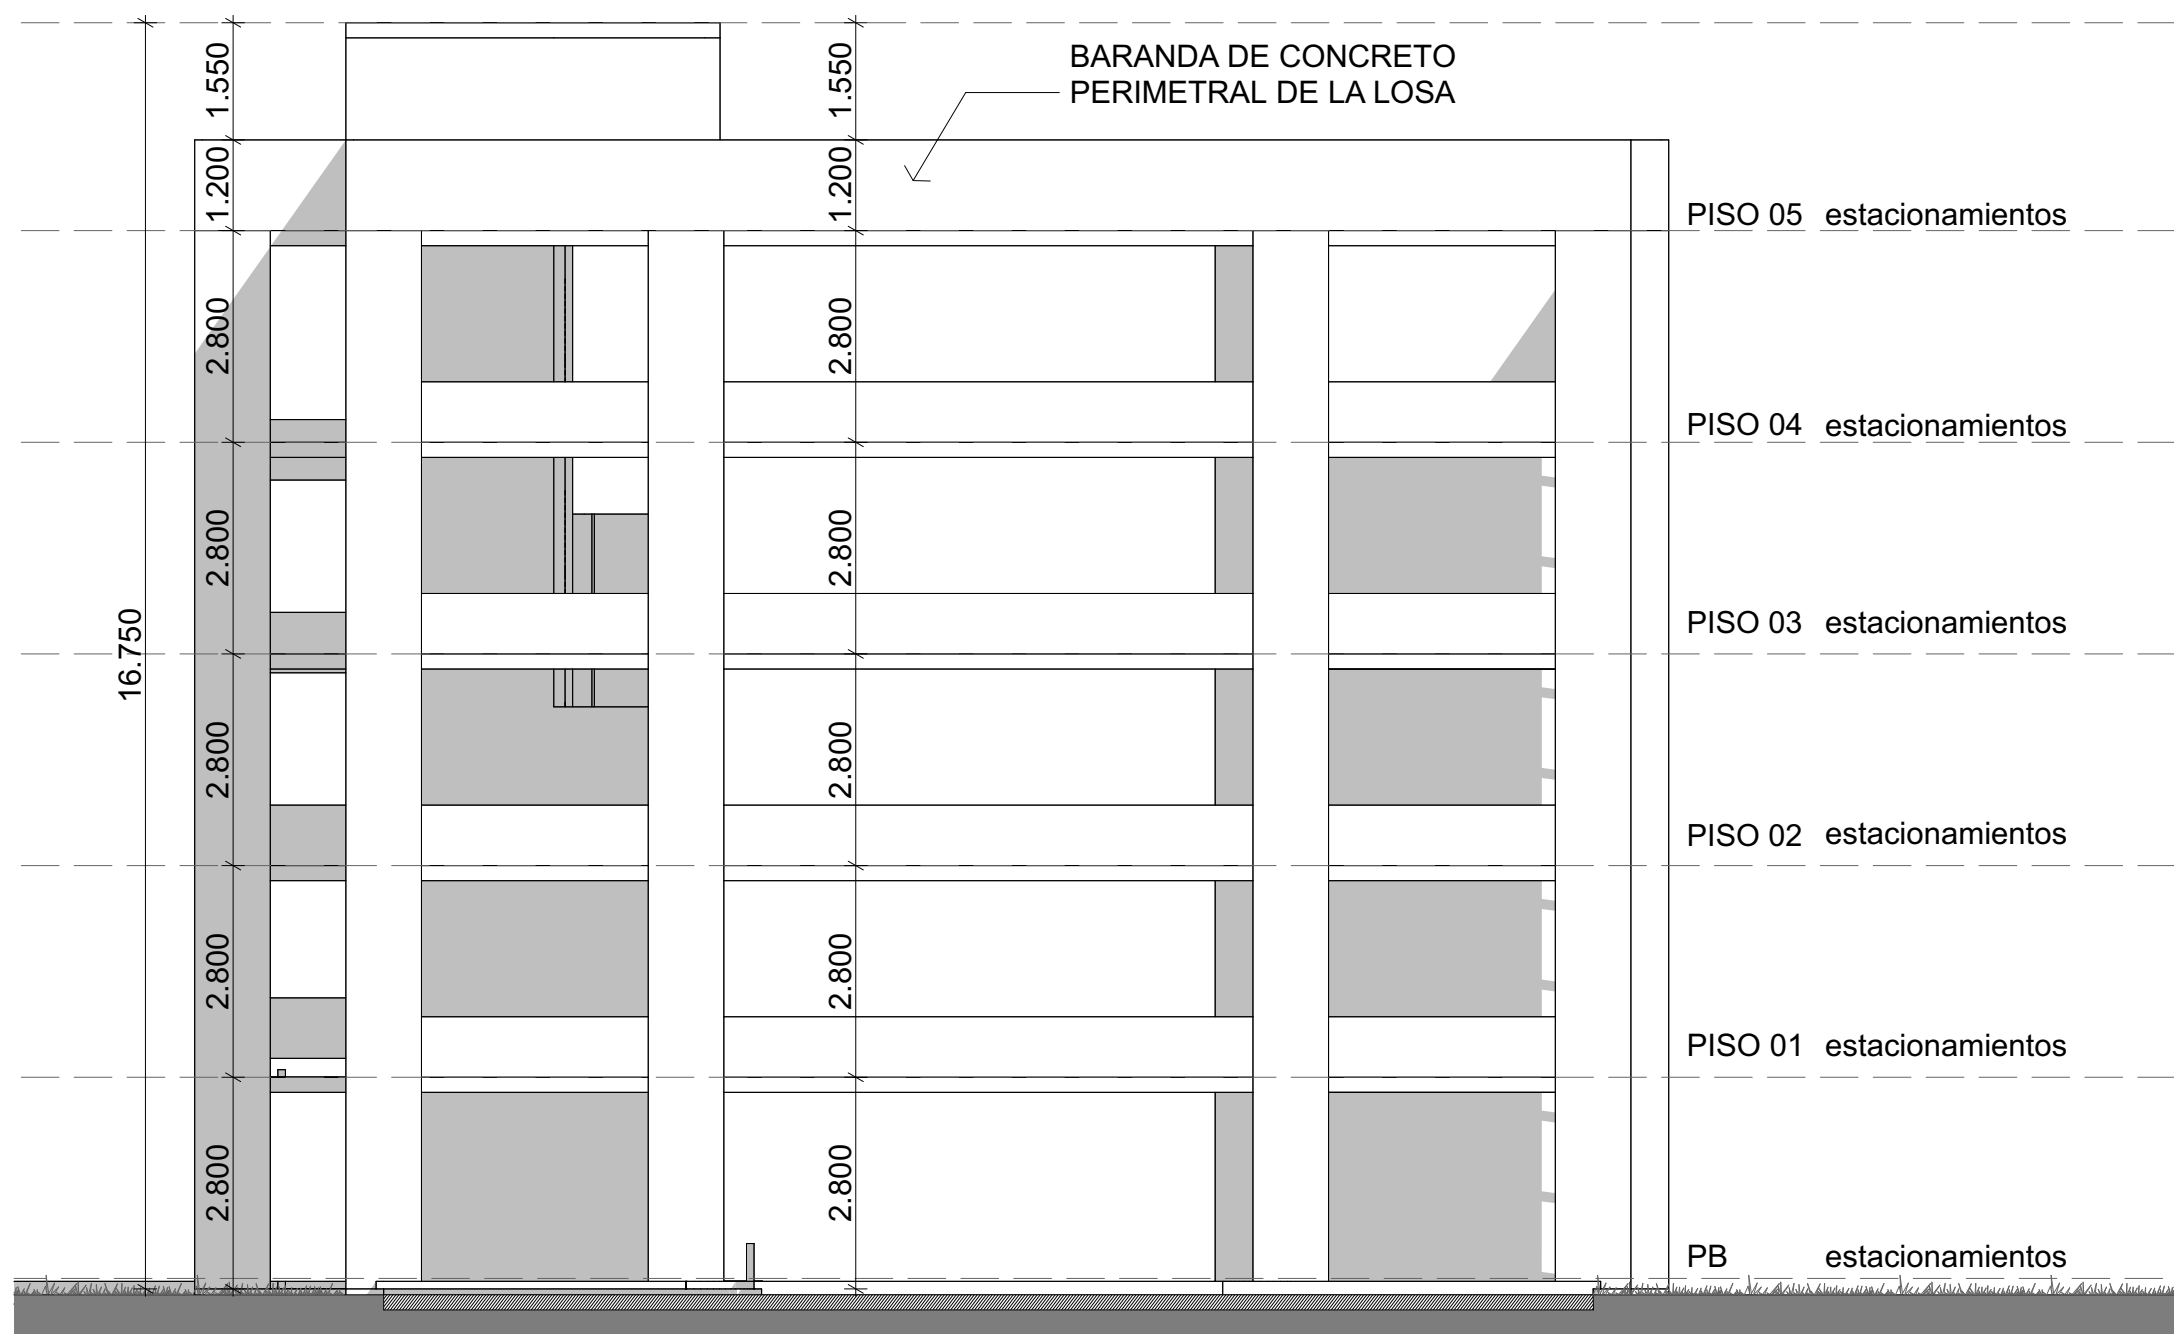 1.550
1.550
BARANDA DE CONCRETO
PERIMETRAL DE LA LOSA
1.200
1.200
PISO 05 estacionamientos
2.800
2.800
PISO 04 estacionamientos
2.800
2.800
PISO 03 estacionamientos
16.750
2.800
2.800
PISO 02 estacionamientos
2.800
2.800
PISO 01 estacionamientos
2.800
2.800
PB estacionamientos